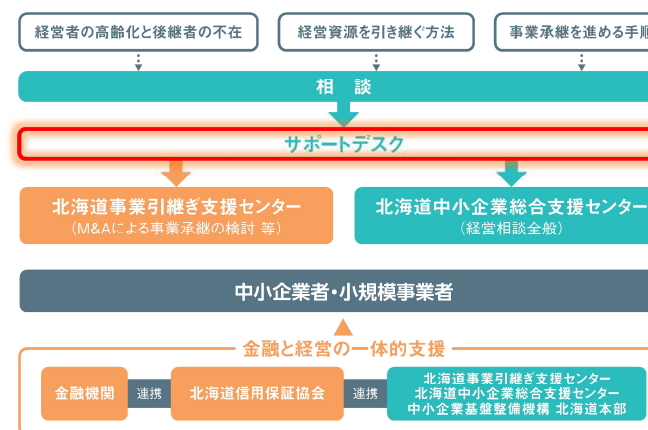 経営者の高齢化と後継者の不在
経営資源を引き継ぐ方法
事業承継を進める手順
相 談
サポートデスク
北海道事業引継ぎ支援センター
(M&Aによる事業承継の検討 等)
北海道中小企業総合支援センター
(経営相談全般)
中小企業者・小規模事業者
金融と経営の一体的支援
金融機関
連携
北海道信用保証協会
連携
北海道事業引継ぎ支援センター
北海道中小企業総合支援センター
中小企業基盤整備機構 北海道本部